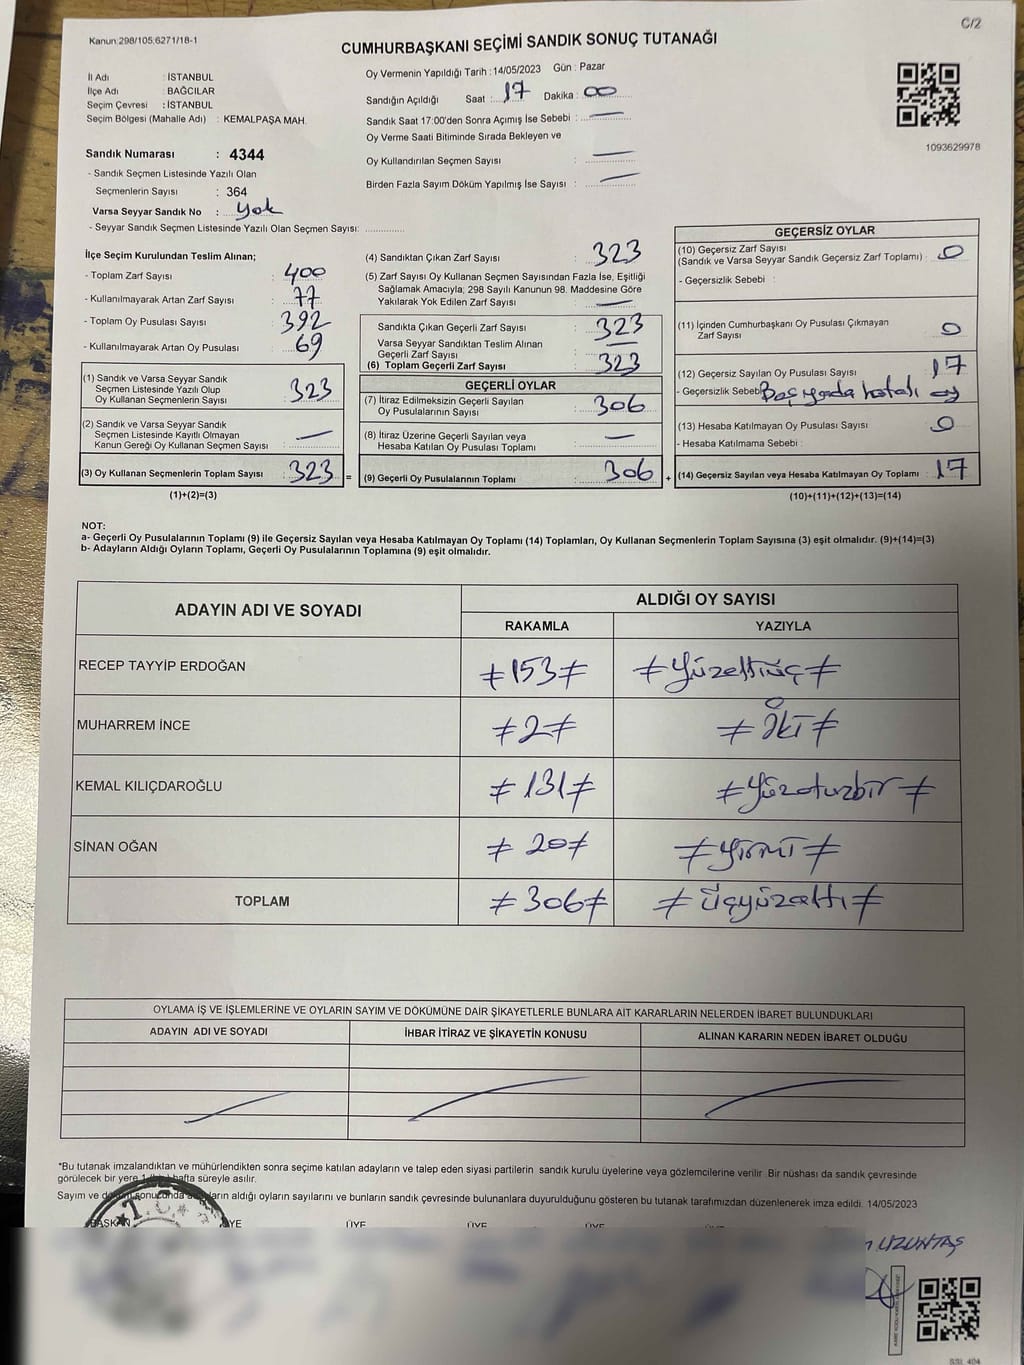 C/2
Kanun:298/105.6271/18-1
CUMHURBAŞKANI SEÇİMİ SANDIK SONUÇ TUTANAĞI
İl Adı : İSTANBUL
İlçe Adı : BAĞCILAR
Seçim Çevresi : İSTANBUL
Seçim Bölgesi (Mahalle Adı) : KEMALPAŞA MAH.
Sandık Numarası : 4344
- Sandık Seçmen Listesinde Yazılı Olan
Seçmenlerin Sayısı : 364
Varsa Seyyar Sandık No : Yok
- Seyyar Sandık Seçmen Listesinde Yazılı Olan Seçmen Sayısı:
Oy Vermenin Yapıldığı Tarih : 14/05/2023 Gün : Pazar
Sandığın Açıldığı Saat : 17 Dakika : 00
Sandık Saat 17:00'den Sonra Açımış İse Sebebi : —
Oy Verme Saati Bitiminde Sırada Bekleyen ve
Oy Kullandırılan Seçmen Sayısı : —
Birden Fazla Sayım Döküm Yapılmış İse Sayısı : —
1093629978
İlçe Seçim Kurulundan Teslim Alınan;
- Toplam Zarf Sayısı : 400
- Kullanılmayarak Artan Zarf Sayısı : 77
- Toplam Oy Pusulası Sayısı : 392
- Kullanılmayarak Artan Oy Pusulası : 69
(1) Sandık ve Varsa Seyyar Sandık
Seçmen Listesinde Yazılı Olup
Oy Kullanan Seçmenlerin Sayısı : 323
(2) Sandık ve Varsa Seyyar Sandık
Seçmen Listesinde Kayıtlı Olmayan
Kanun Gereği Oy Kullanan Seçmen Sayısı : —
(3) Oy Kullanan Seçmenlerin Toplam Sayısı : 323 =
(1)+(2)=(3)
(4) Sandıktan Çıkan Zarf Sayısı : 323
(5) Zarf Sayısı Oy Kullanan Seçmen Sayısından Fazla İse, Eşitliği
Sağlamak Amacıyla; 298 Sayılı Kanunun 98. Maddesine Göre
Yakılarak Yok Edilen Zarf Sayısı : —
Sandıkta Çıkan Geçerli Zarf Sayısı : 323
Varsa Seyyar Sandıktan Teslim Alınan
Geçerli Zarf Sayısı : —
(6) Toplam Geçerli Zarf Sayısı : 323
GEÇERLİ OYLAR
(7) İtiraz Edilmeksizin Geçerli Sayılan
Oy Pusulalarının Sayısı : 306
(8) İtiraz Üzerine Geçerli Sayılan veya
Hesaba Katılan Oy Pusulası Toplamı : —
(9) Geçerli Oy Pusulalarının Toplamı : 306 +
GEÇERSİZ OYLAR
(10) Geçersiz Zarf Sayısı
(Sandık ve Varsa Seyyar Sandık Geçersiz Zarf Toplamı) : 0
- Geçersizlik Sebebi :
(11) İçinden Cumhurbaşkanı Oy Pusulası Çıkmayan
Zarf Sayısı : 0
(12) Geçersiz Sayılan Oy Pusulası Sayısı : 17
- Geçersizlik Sebebi hatalı oy
(13) Hesaba Katılmayan Oy Pusulası Sayısı : 0
- Hesaba Katılmama Sebebi :
(14) Geçersiz Sayılan veya Hesaba Katılmayan Oy Toplamı : 17
(10)+(11)+(12)+(13)=(14)
NOT:
a- Geçerli Oy Pusulalarının Toplamı (9) ile Geçersiz Sayılan veya Hesaba Katılmayan Oy Toplamı (14) Toplamları, Oy Kullanan Seçmenlerin Toplam Sayısına (3) eşit olmalıdır. (9)+(14)=(3)
b- Adayların Aldığı Oyların Toplamı, Geçerli Oy Pusulalarının Toplamına (9) eşit olmalıdır.
ADAYIN ADI VE SOYADI
ALDIĞI OY SAYISI
RAKAMLA YAZIYLA
RECEP TAYYİP ERDOĞAN ≠153≠ ≠Yüzelliüç≠
MUHARREM İNCE ≠2≠ ≠İki≠
KEMAL KILIÇDAROĞLU ≠131≠ ≠Yüzotuzbir≠
SİNAN OĞAN ≠20≠ ≠Yirmi≠
TOPLAM ≠306≠ ≠Üçyüzaltı≠
OYLAMA İŞ VE İŞLEMLERİNE VE OYLARIN SAYIM VE DÖKÜMÜNE DAİR ŞİKAYETLERLE BUNLARA AİT KARARLARIN NELERDEN İBARET BULUNDUKLARI
ADAYIN ADI VE SOYADI İHBAR İTİRAZ VE ŞİKAYETİN KONUSU ALINAN KARARIN NEDEN İBARET OLDUĞU
*Bu tutanak imzalandıktan ve mühürlendikten sonra seçime katılan adayların ve talep eden siyasi partilerin sandık kurulu üyelerine veya gözlemcilerine verilir. Bir nüshası da sandık çevresinde
görülecek bir yere 1 (bir) hafta süreyle asılır.
Sayım ve döküm sonucunda adayların aldığı oyların sayılarını ve bunların sandık çevresinde bulunanlara duyurulduğunu gösteren bu tutanak tarafımızdan düzenlenerek imza edildi. 14/05/2023
T.C.
BAŞKAN ÜYE ÜYE ÜYE ÜYE
UZUNTAŞ